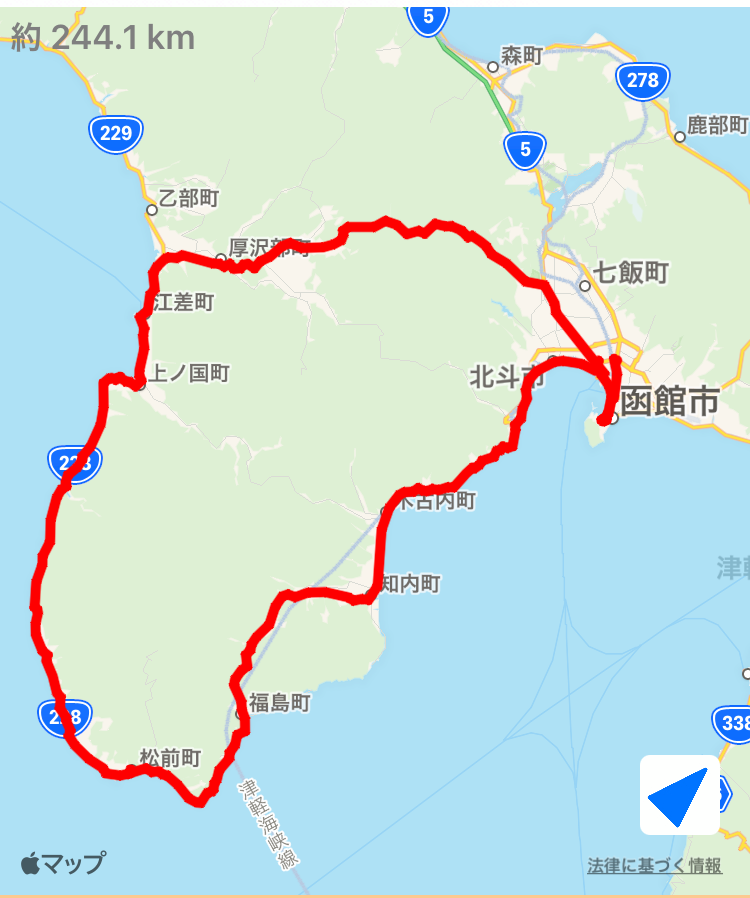 約 244.1 km
5
森町
278
鹿部町
229
5
乙部町
厚沢部町
七飯町
江差町
上ノ国町
北斗市
函館市
228
木古内町
知内町
津軽
福島町
228
338
松前町
津軽海峡線
マップ
法律に基づく情報